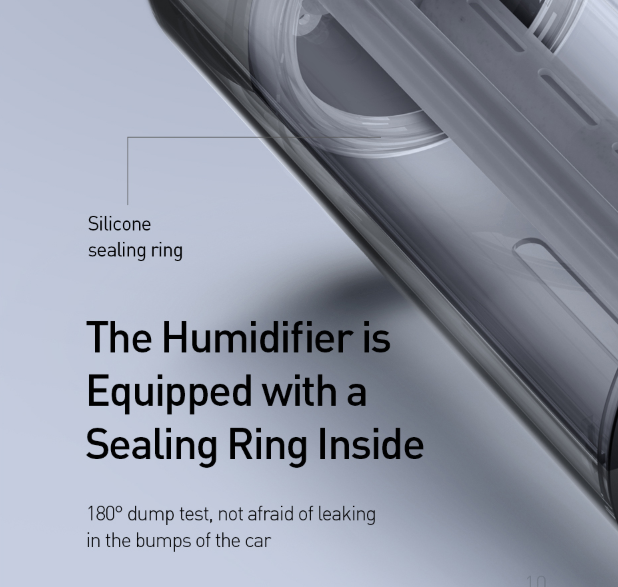 Silicone
sealing ring
The Humidifier is
Equipped with a
Sealing Ring Inside
180° dump test, not afraid of leaking
in the bumps of the car
10